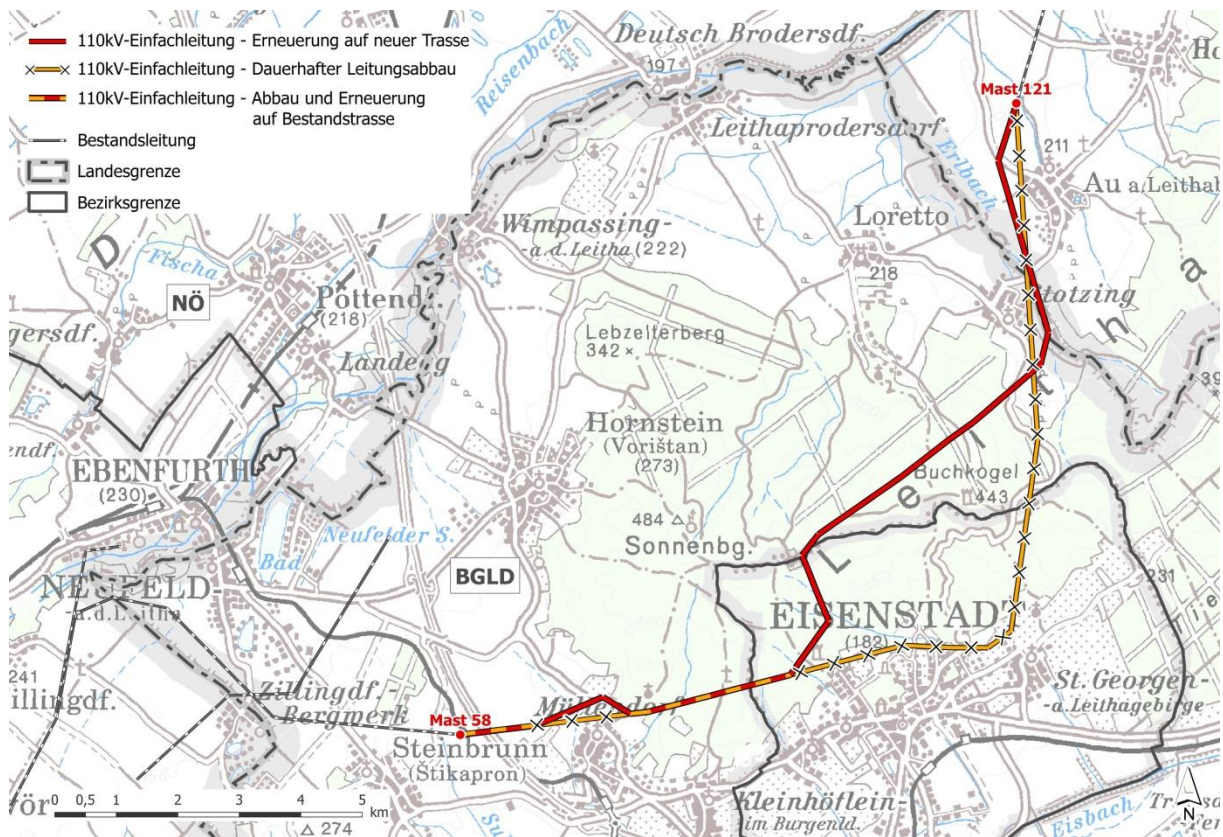 110kV-Einfachleitung - Erneuerung auf neuer Trasse
110kV-Einfachleitung - Dauerhafter Leitungsabbau
110kV-Einfachleitung - Abbau und Erneuerung
auf Bestandstrasse
Bestandsleitung
Landesgrenze
Bezirksgrenze
Deutsch Brodersdf.
197
Reisenbach
Leithaprodersdorf
Mast 121
Ho
211
Au a.Leithab
Erlbach
Loretto
218
Stotzing
Wimpassing-
a.d.Leitha (222)
D
Fischa
NÖ
Pottend.
(218)
Landegg
gersdf.
Lebzelterberg
342
Hornstein
(Vorištan)
(273)
endf.
EBENFURTH
(230)
Neufelder S.
Bad
484
Sonnenbg.
BGLD
Buchkogel
443
L e i t h a
39
NEUFELD-
a.d.Leitha
EISENSTADT
(182)
231
241
illingdf.
Zillingdf.-
Bergwerk
Mast 58
Steinbrunn
(Štikapron)
Müllendorf
St. Georgen-
a.Leithagebirge
Kleinhöflein-
im Burgenld.
Eisbach
0 0,5 1 2 3 4 5
km
274
N